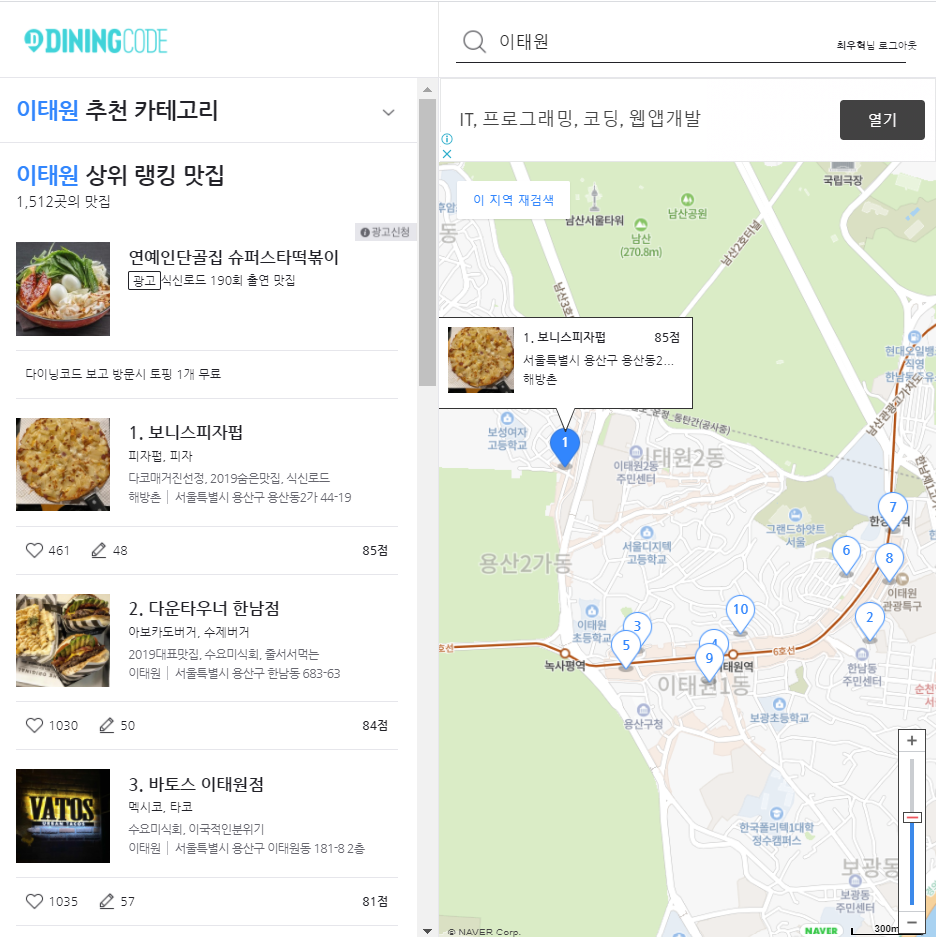 DININGCODE
이태원
최우혁님 로그아웃
이태원 추천 카테고리
이태원 상위 랭킹 맛집
1,512곳의 맛집
광고신청
연예인단골집 슈퍼스타떡볶이
광고 식신로드 190회 출연 맛집
다이닝코드 보고 방문시 토핑 1개 무료
1. 보니스피자펍
피자펍, 피자
다코매거진선정, 2019숨은맛집, 식신로드
해방촌 | 서울특별시 용산구 용산동2가 44-19
461 48 85점
2. 다운타우너 한남점
아보카도버거, 수제버거
2019대표맛집, 수요미식회, 줄서서먹는
이태원 | 서울특별시 용산구 한남동 683-63
1030 50 84점
VATOS
URBAN TACOS
3. 바토스 이태원점
멕시코, 타코
수요미식회, 이국적인분위기
이태원 | 서울특별시 용산구 이태원동 181-8 2층
1035 57 81점
IT, 프로그래밍, 코딩, 웹앱개발
열기
이 지역 재검색
국립극장
남산서울타워
남산공원
남산
(270.8m)
남산2호터널
남산3호
1. 보니스피자펍 85점
서울특별시 용산구 용산동2...
해방촌
현대오일뱅
직영
남산관광고가차도
보성여자
고등학교
1
이태원2동
주민센터
이태원2동
그랜드하얏트
서울
7
6
8
용산2가동
서울디지텍
고등학교
이태원
관광특구
이태원
초등학교
3
5
10
2
4
9
녹사평역
이태원역
6호선
한남동
주민센터
이태원1동
용산구청
보광초등학교
한국폴리텍1대학
정수캠퍼스
보광동
보광동
주민센터
© NAVER Corp.
NAVER
300m